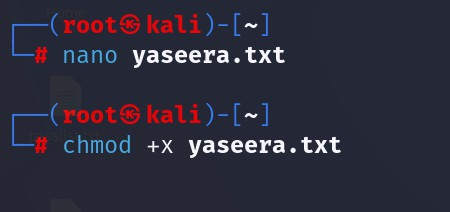 ┌──(root㉿kali)-[~]
└─# nano yaseera.txt
┌──(root㉿kali)-[~]
└─# chmod +x yaseera.txt